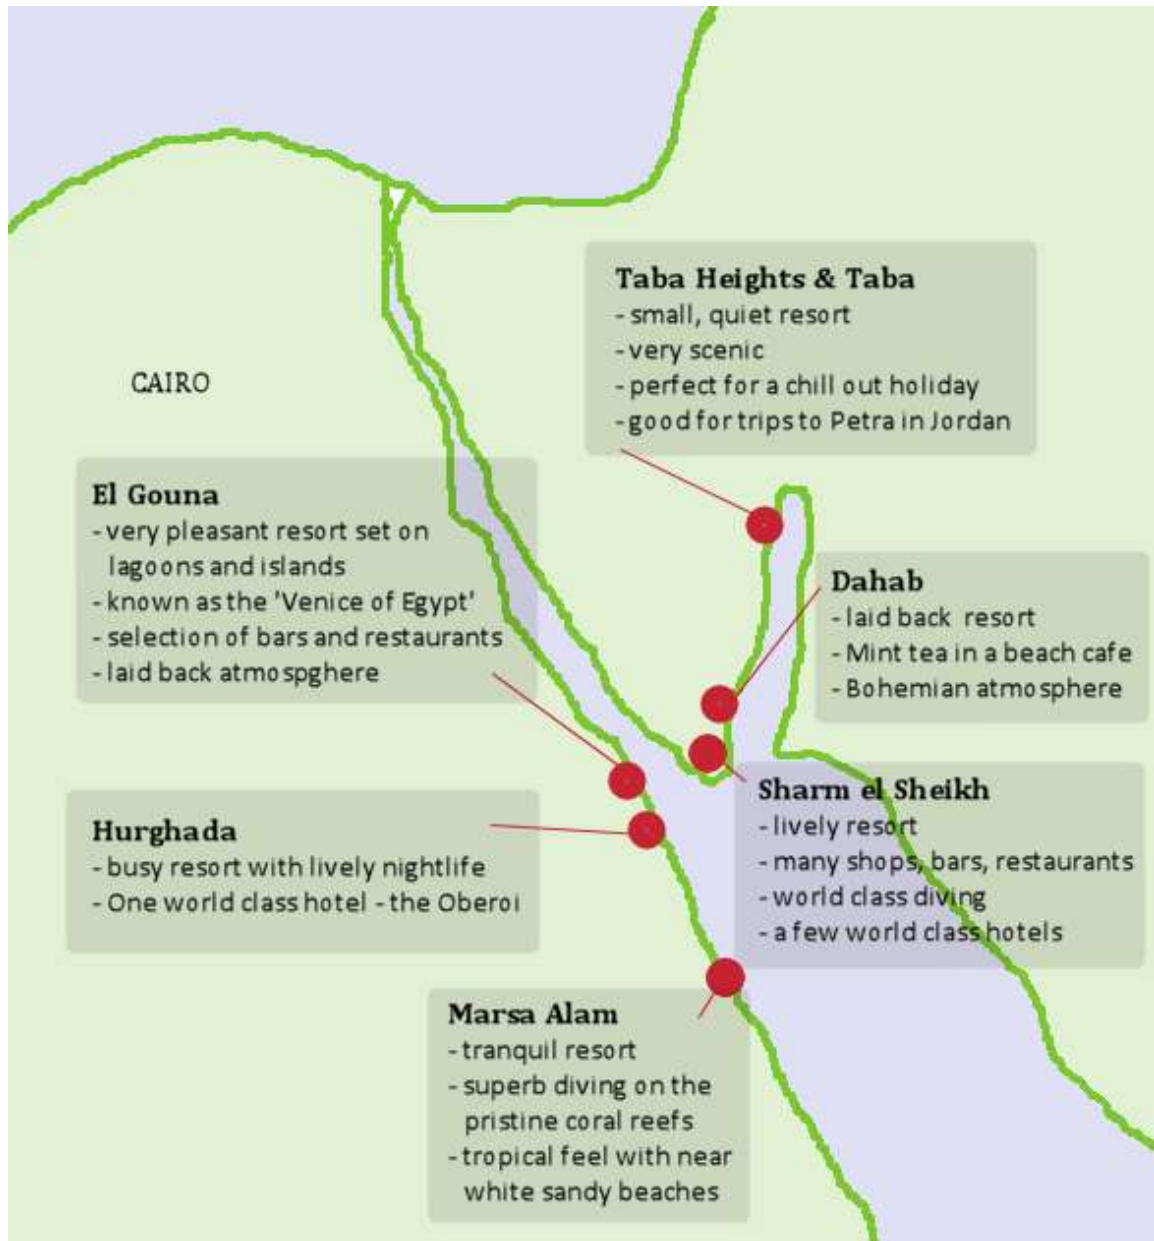 Taba Heights & Taba
- small, quiet resort
- very scenic
- perfect for a chill out holiday
- good for trips to Petra in Jordan
CAIRO
El Gouna
- very pleasant resort set on
lagoons and islands
- known as the 'Venice of Egypt'
- selection of bars and restaurants
- laid back atmospghere
Dahab
- laid back  resort
- Mint tea in a beach cafe
- Bohemian atmosphere
Sharm el Sheikh
- lively resort
- many shops, bars, restaurants
- world class diving
- a few world class hotels
Hurghada
- busy resort with lively nightlife
- One world class hotel - the Oberoi
Marsa Alam
- tranquil resort
- superb diving on the
pristine coral reefs
- tropical feel with near
white sandy beaches